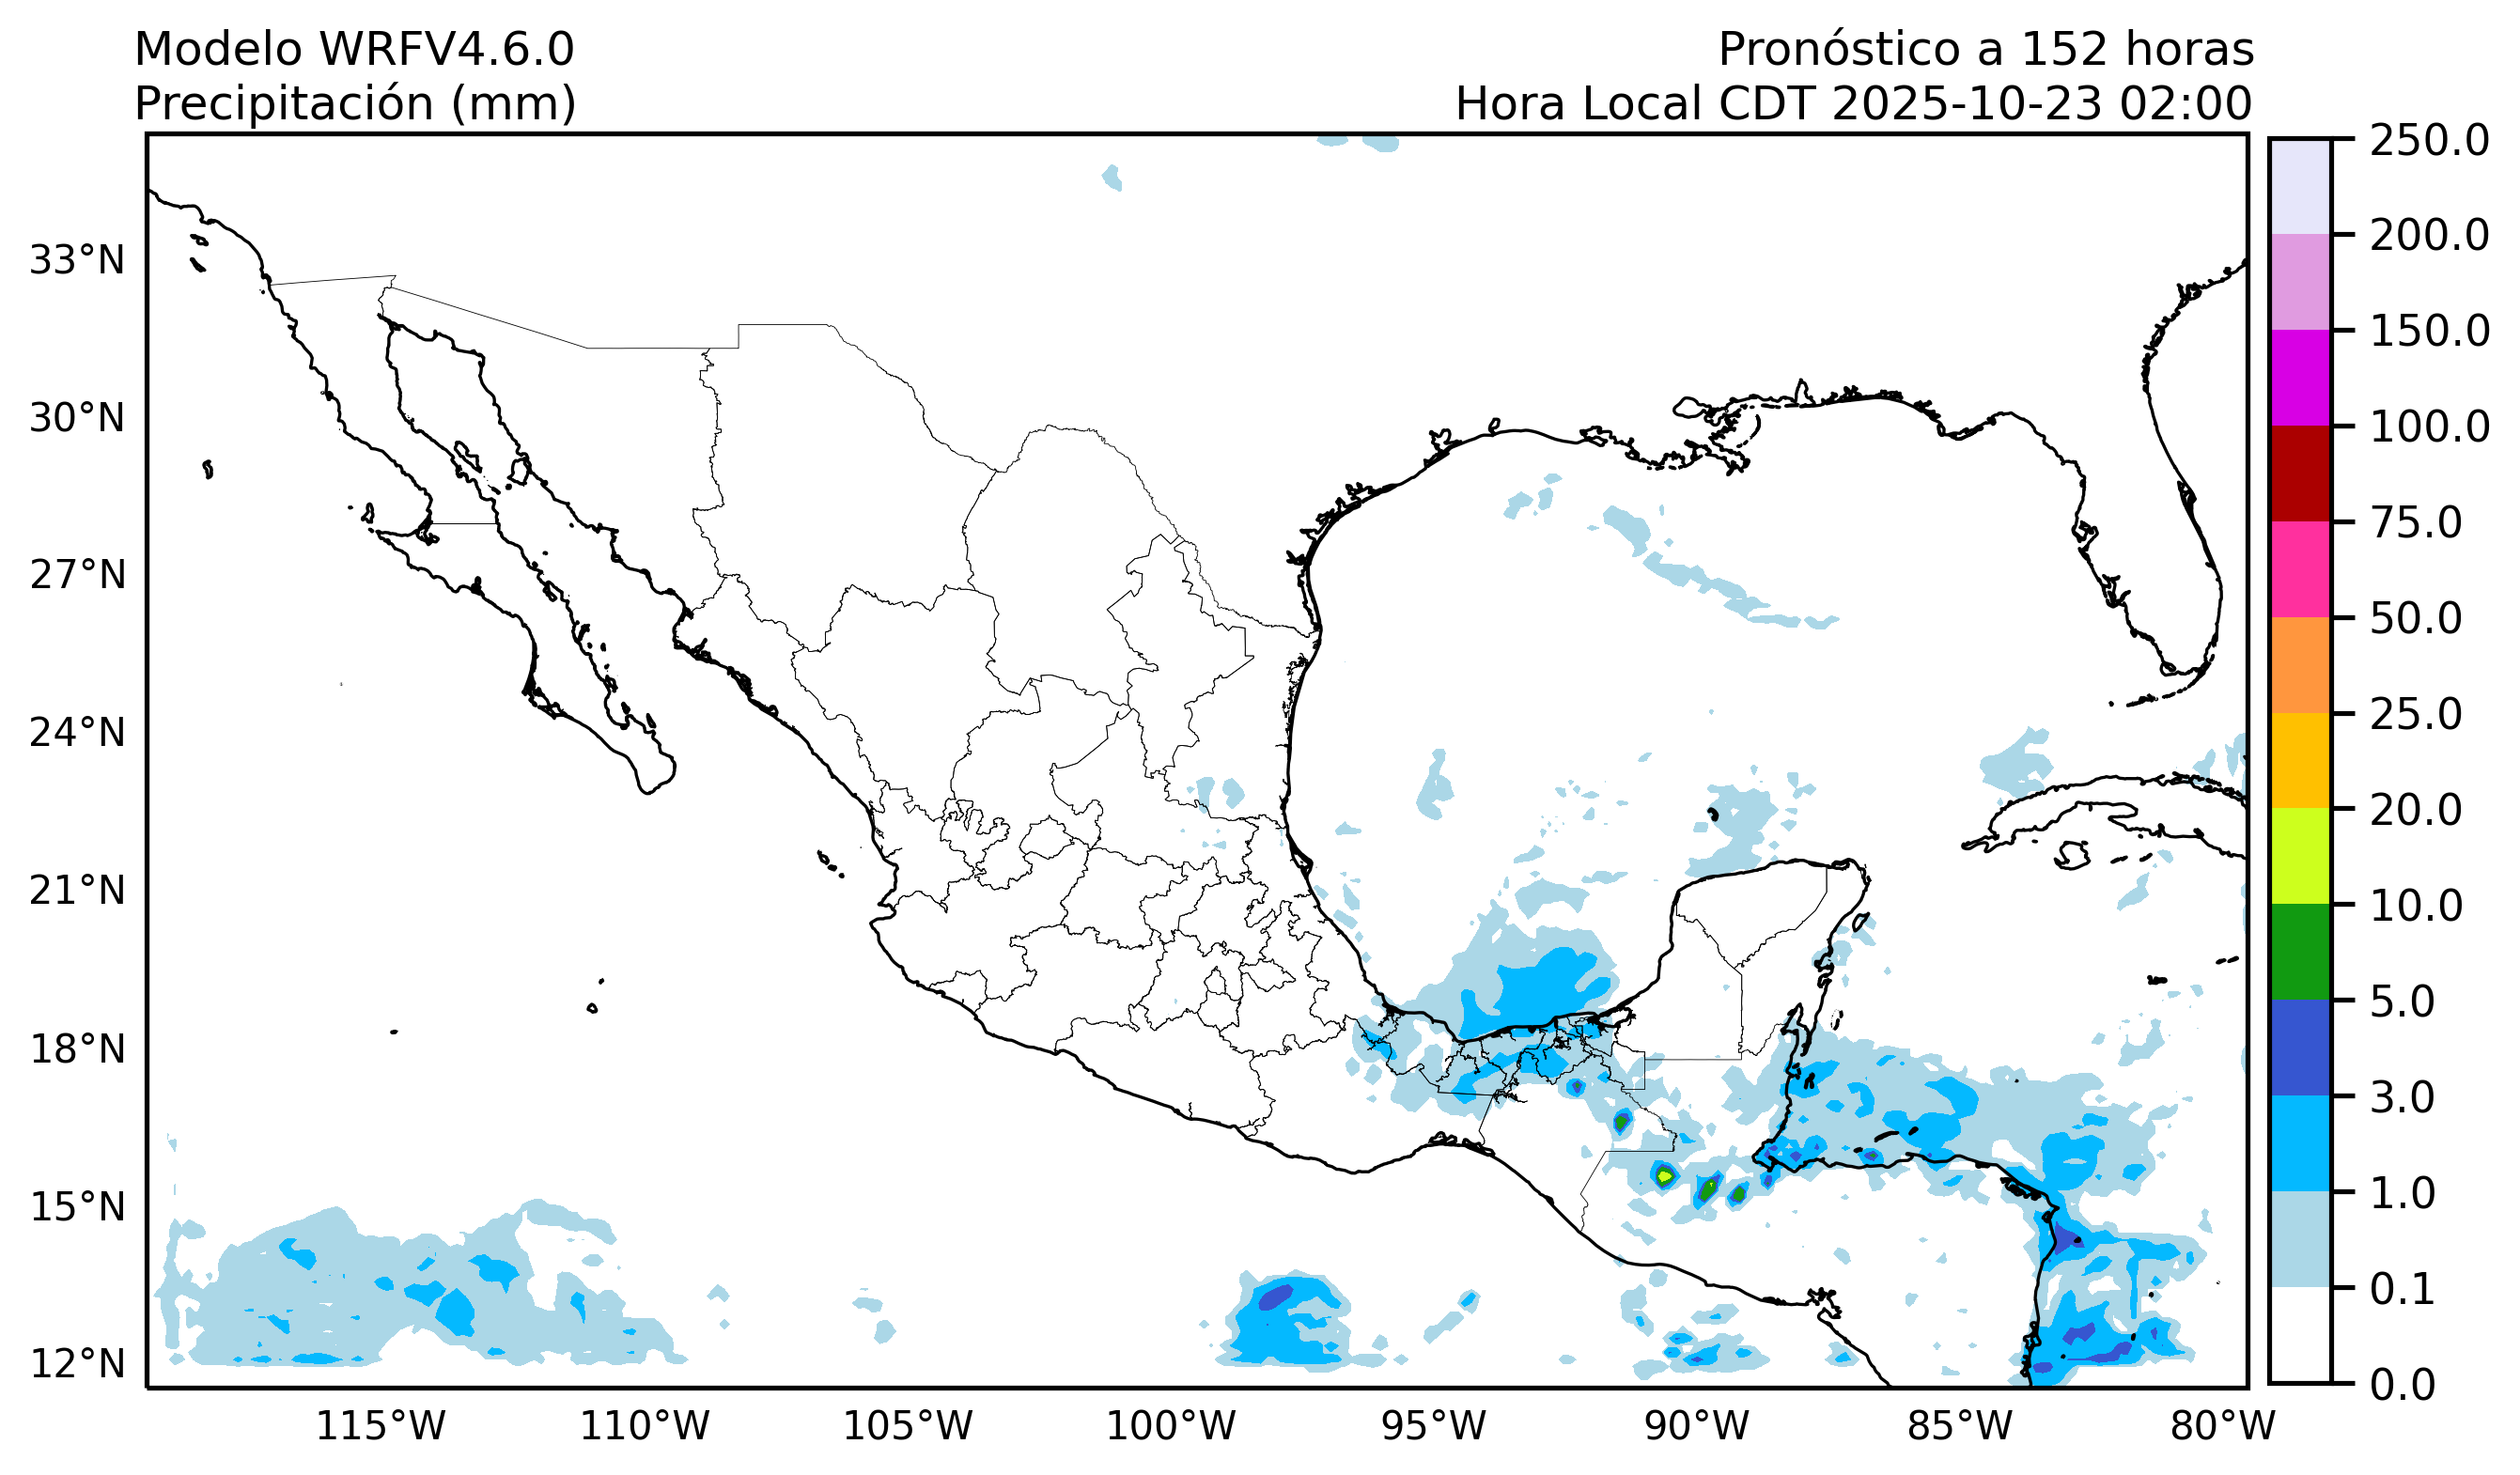 Modelo WRFV4.6.0
Pronóstico a 152 horas
Precipitación (mm)
Hora Local CDT 2025-10-23 02:00
250.0
200.0
150.0
100.0
75.0
50.0
25.0
20.0
10.0
5.0
3.0
1.0
0.1
0.0
33°N
30°N
27°N
24°N
21°N
18°N
15°N
12°N
115°W
110°W
105°W
100°W
95°W
90°W
85°W
80°W